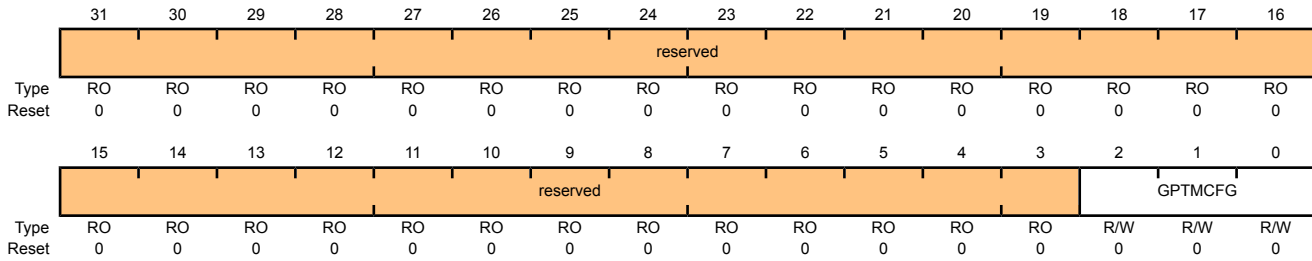 31 30 29 28 27 26 25 24 23 22 21 20 19 18 17 16
reserved
Type RO RO RO RO RO RO RO RO RO RO RO RO RO RO RO RO
Reset 0 0 0 0 0 0 0 0 0 0 0 0 0 0 0 0
15 14 13 12 11 10 9 8 7 6 5 4 3 2 1 0
reserved GPTMCFG
Type RO RO RO RO RO RO RO RO RO RO RO RO RO R/W R/W R/W
Reset 0 0 0 0 0 0 0 0 0 0 0 0 0 0 0 0